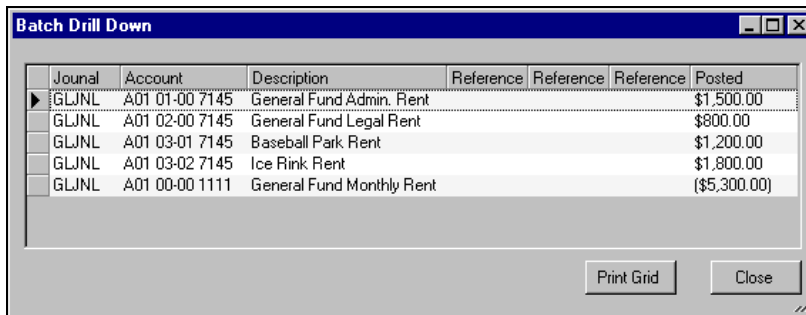 Batch Drill Down
Jounal Account Description Reference Reference Reference Posted
GLJNL A01 01-00 7145 General Fund Admin. Rent $1,500.00
GLJNL A01 02-00 7145 General Fund Legal Rent $800.00
GLJNL A01 03-01 7145 Baseball Park Rent $1,200.00
GLJNL A01 03-02 7145 Ice Rink Rent $1,800.00
GLJNL A01 00-00 1111 General Fund Monthly Rent ($5,300.00)
Print Grid Close